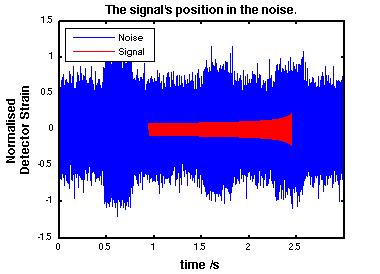 The signal's position in the noise.
Noise
Signal
Normalised
Detector Strain
1.5
1
0.5
0
-0.5
-1
-1.5
0
0.5
1
1.5
2
2.5
time /s